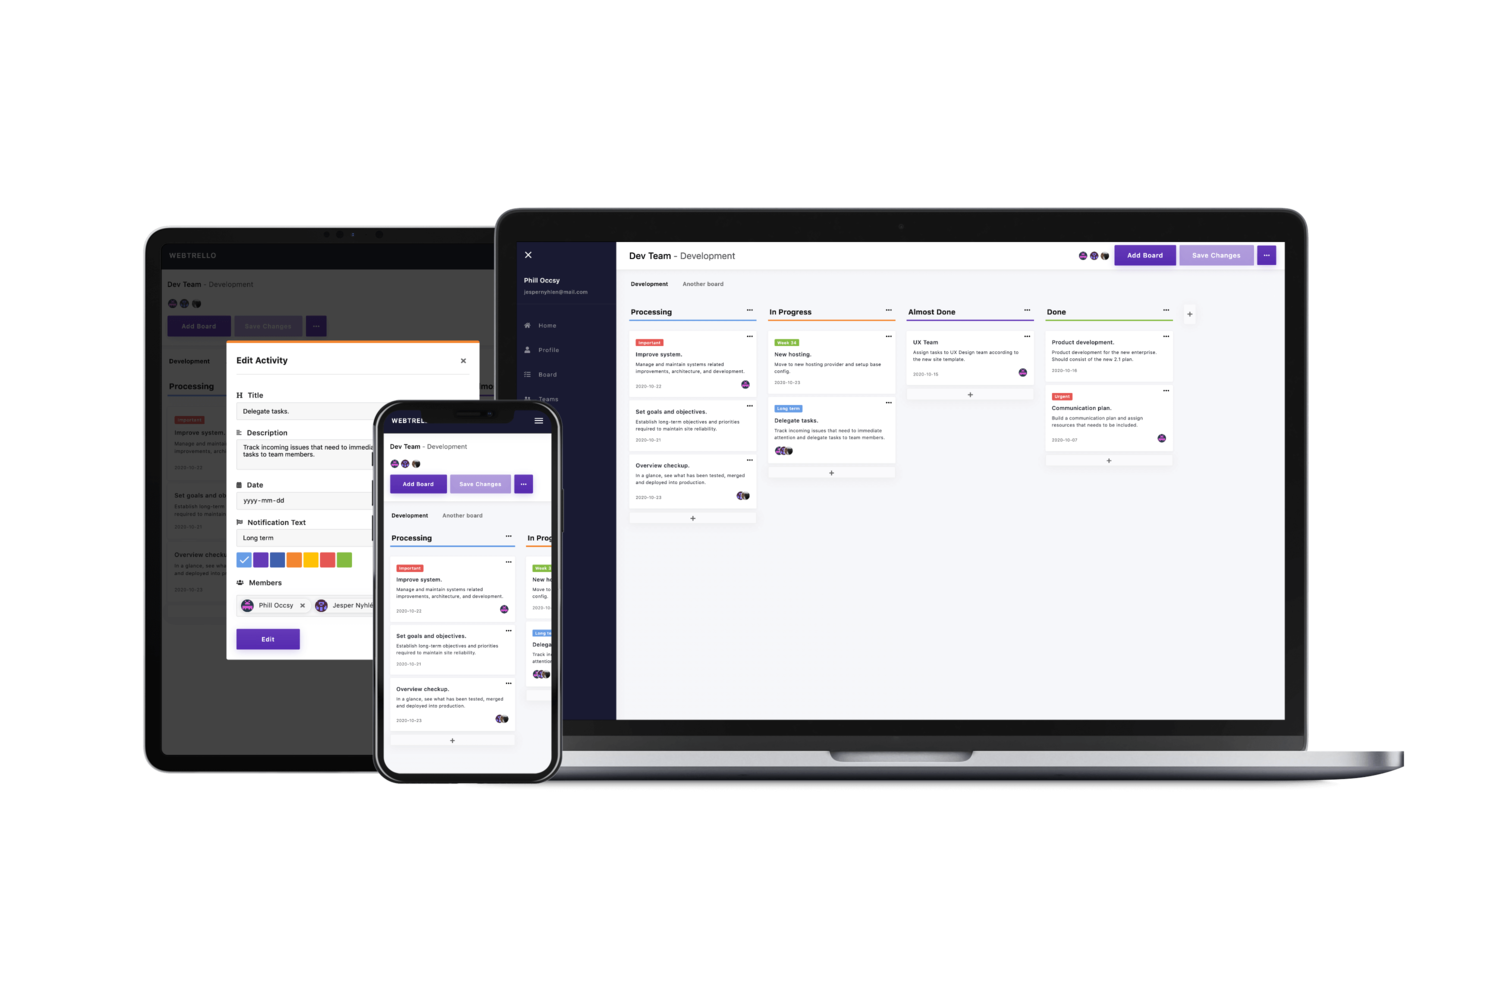 WEBTRELLO
Dev Team - Development
Add Board
Save Changes
Development
Processing
Important
Improve system.
Manage and
improvements, arch
2020-10-22
Set goals and ob
Establish long-term
required to maintain
2020-10-21
Overview checku
In a glance, see what
and deployed into
2020-10-23
Edit Activity
Title
Delegate tasks.
Description
Track incoming issues that need to immedia
tasks to team members.
Date
yyyy-mm-dd
Notification Text
Long term
Members
Phill Occsy
Jesper Nyhlé
Edit
WEBTREL
Dev Team - Development
Add Board
Save Changes
Development
Another board
Processing
In Prog
Important
Improve system.
Manage and maintain systems related
improvements, architecture, and development.
2020-10-22
Set goals and objectives.
Establish long-term objectives and priorities
required to maintain site reliability.
2020-10-21
Overview checkup.
In a glance, see what has been tested, merged
and deployed into production.
2020-10-23
+
Week
New ho
Move to
config.
2020-10-
Long te
Delega
Track in
attention
Phill Occsy
jespernyhlen@mail.com
Home
Profile
Board
Teams
Dev Team - Development
Add Board
Save Changes
Development
Another board
Processing
Important
Improve system.
Manage and maintain systems related
improvements, architecture, and development.
2020-10-22
Set goals and objectives.
Establish long-term objectives and priorities
required to maintain site reliability.
2020-10-21
Overview checkup.
In a glance, see what has been tested, merged
and deployed into production.
2020-10-23
+
In Progress
New hosting.
Move to new hosting provider and setup base
config.
2020-10-23
Long term
Delegate tasks.
Track incoming issues that need to immediate
attention and delegate tasks to team members.
+
Almost Done
UX Team
Assign tasks to UX Design team according to
the new site template.
+
Done
Product development.
Product development for the new enterprise.
Should consist of the new 2.1 plan.
Urgent
Communication plan.
Build a communication plan and assign
resources that needs to be included.
2020-10-07
+
+